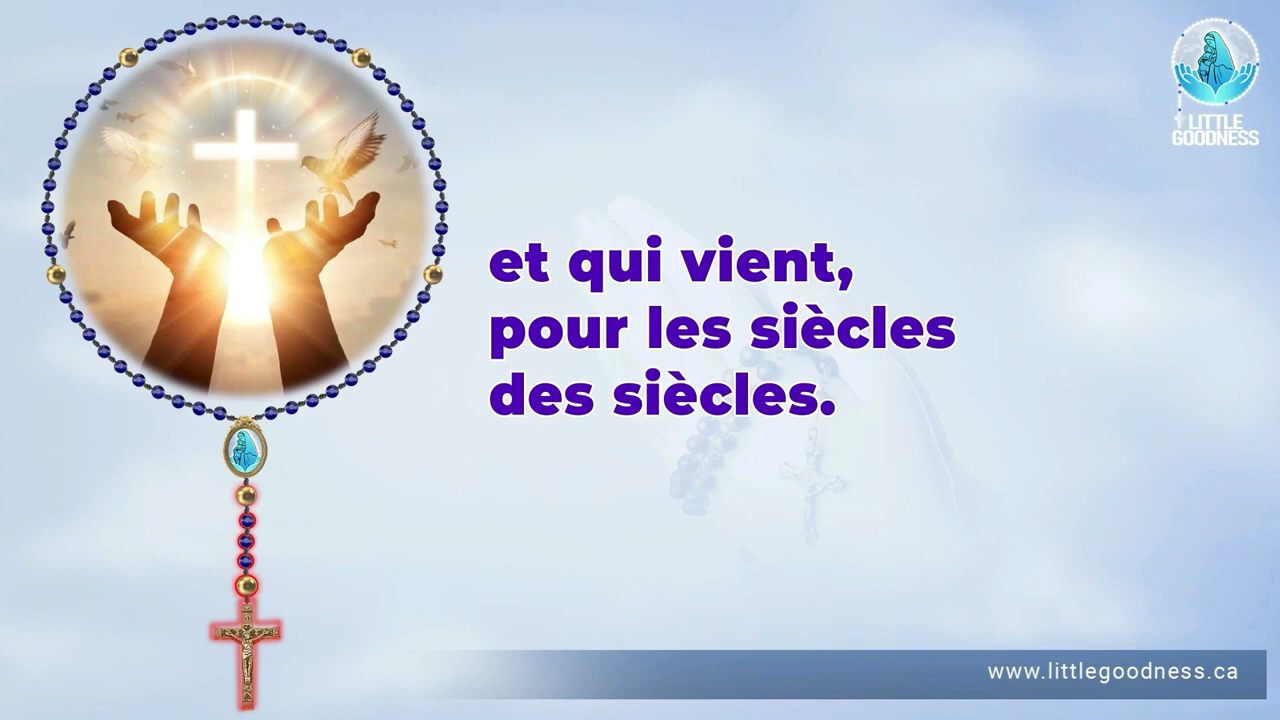 LITTLE
GOODNESS
et qui vient,
pour les siècles
des siècles.
www.littlegoodness.ca